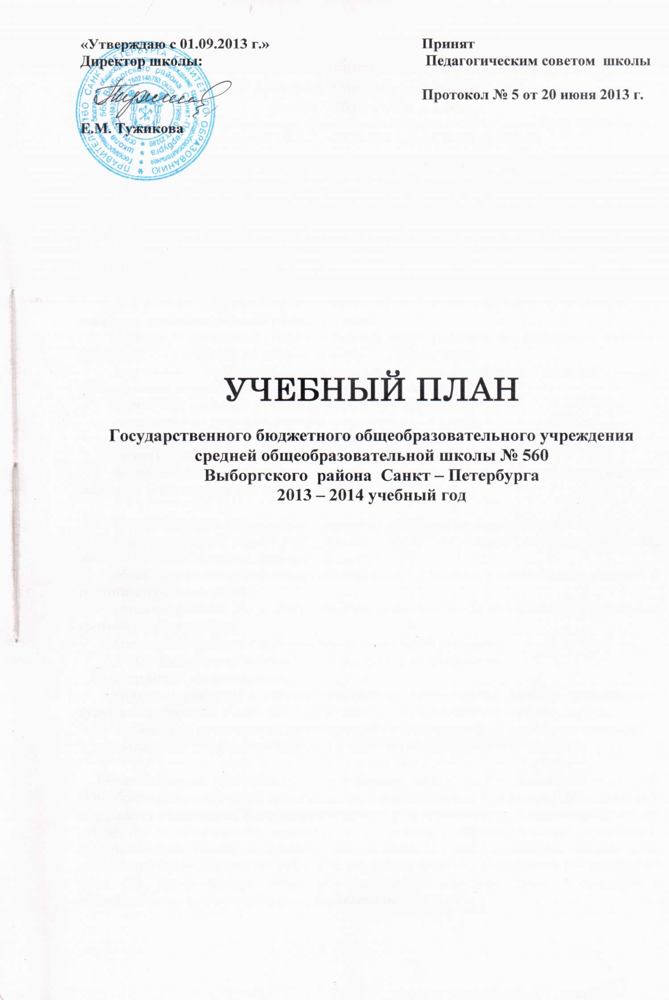 «Утверждаю с 01.09.2013 г.»
Директор школы:
Е.М. Тужикова
Принят
Педагогическим советом школы
Протокол № 5 от 20 июня 2013 г.
ПРАВИТЕЛЬСТВО САНКТ-ПЕТЕРБУРГА КОМИТЕТ ПО ОБРАЗОВАНИЮ
УЧЕБНЫЙ ПЛАН
Государственного бюджетного общеобразовательного учреждения
средней общеобразовательной школы № 560
Выборгского района Санкт – Петербурга
2013 – 2014 учебный год